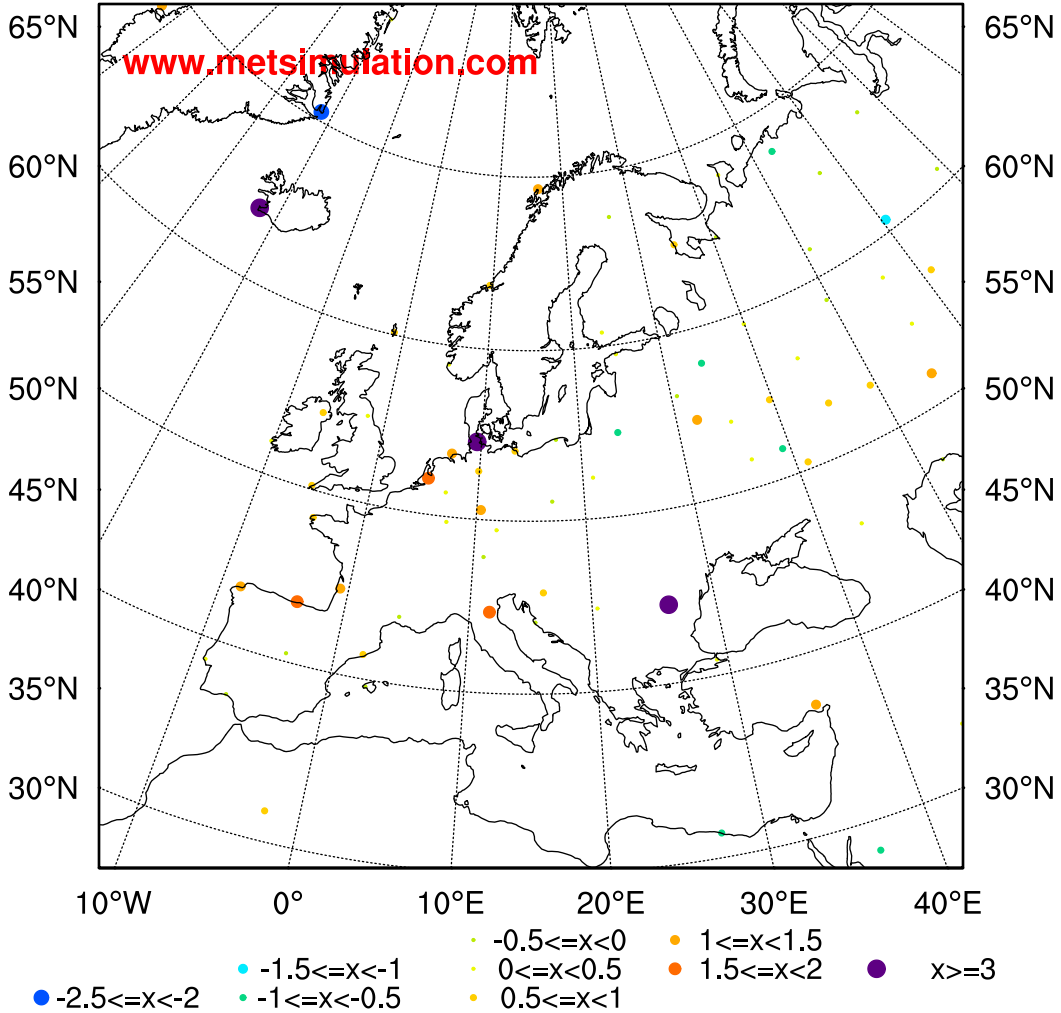 65°N 65°N
www.metsimulation.com
60°N 60°N
55°N 55°N
50°N 50°N
45°N 45°N
40°N 40°N
35°N 35°N
30°N 30°N
10°W 0° 10°E 20°E 30°E 40°E
-0.5<=x<0 1<=x<1.5
-1.5<=x<-1 0<=x<0.5 1.5<=x<2 x>=3
-2.5<=x<-2 -1<=x<-0.5 0.5<=x<1